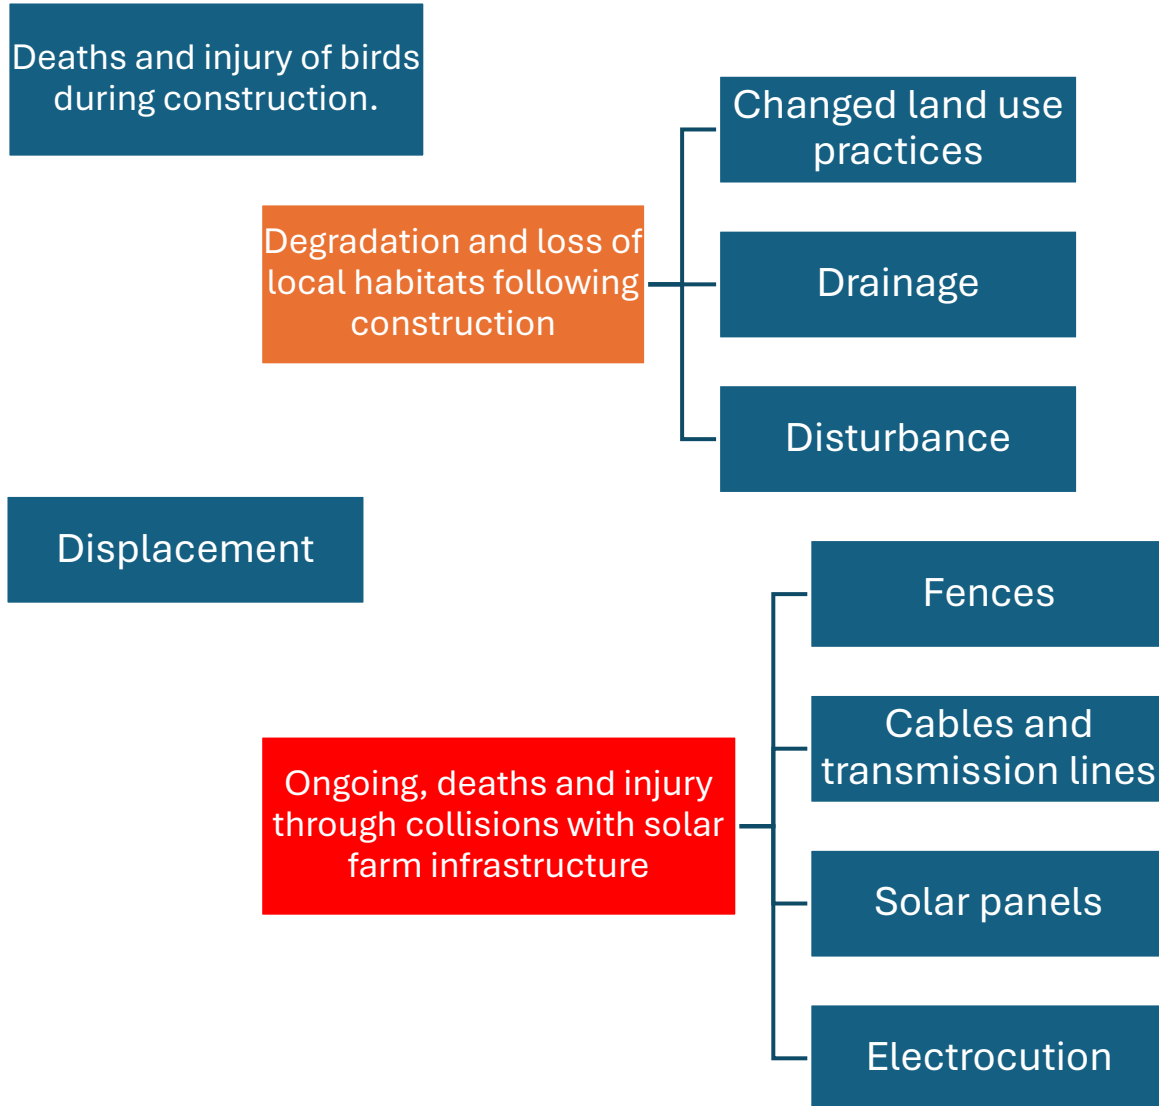 Deaths and injury of birds
during construction.
Degradation and loss of
local habitats following
construction
Changed land use
practices
Drainage
Disturbance
Displacement
Ongoing, deaths and injury
through collisions with solar
farm infrastructure
Fences
Cables and
transmission lines
Solar panels
Electrocution